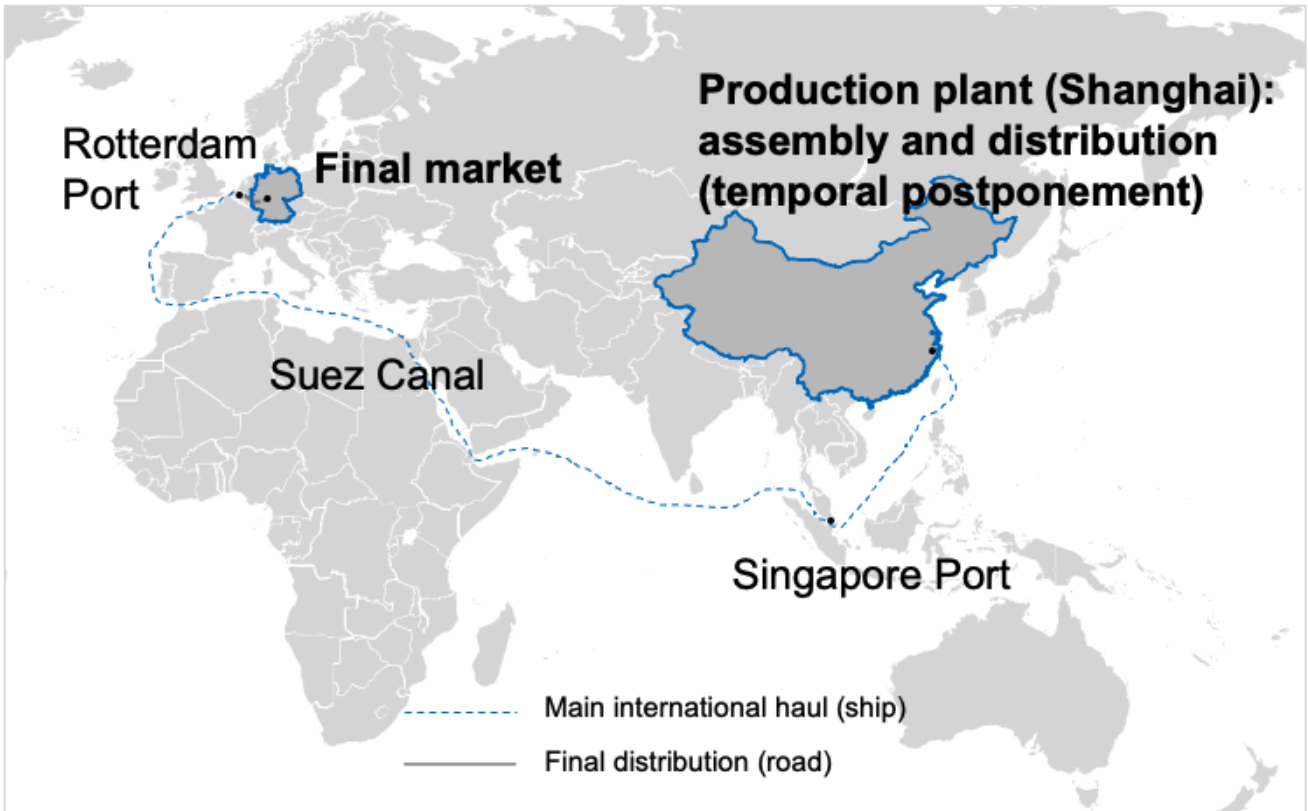 Production plant (Shanghai):
assembly and distribution
(temporal postponement)
Rotterdam
Port
Final market
Suez Canal
Singapore Port
Main international haul (ship)
Final distribution (road)